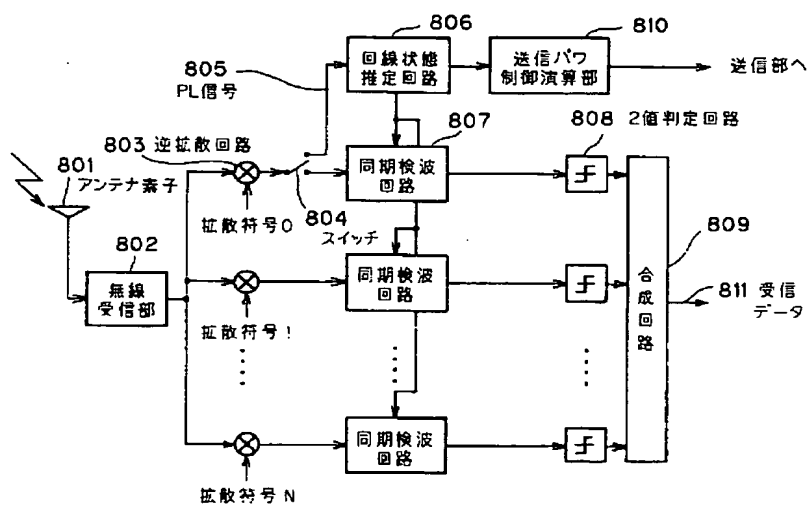 806
810
回線状態
推定回路
送信パワ
制御演算部
送信部へ
805
PL信号
807
808 2値判定回路
803 逆拡散回路
801
アンテナ素子
同期検波
回路
拡散符号0
804
スイッチ
809
802
無線
受信部
同期検波
回路
合成回路
811 受信
データ
拡散符号1
同期検波
回路
拡散符号N